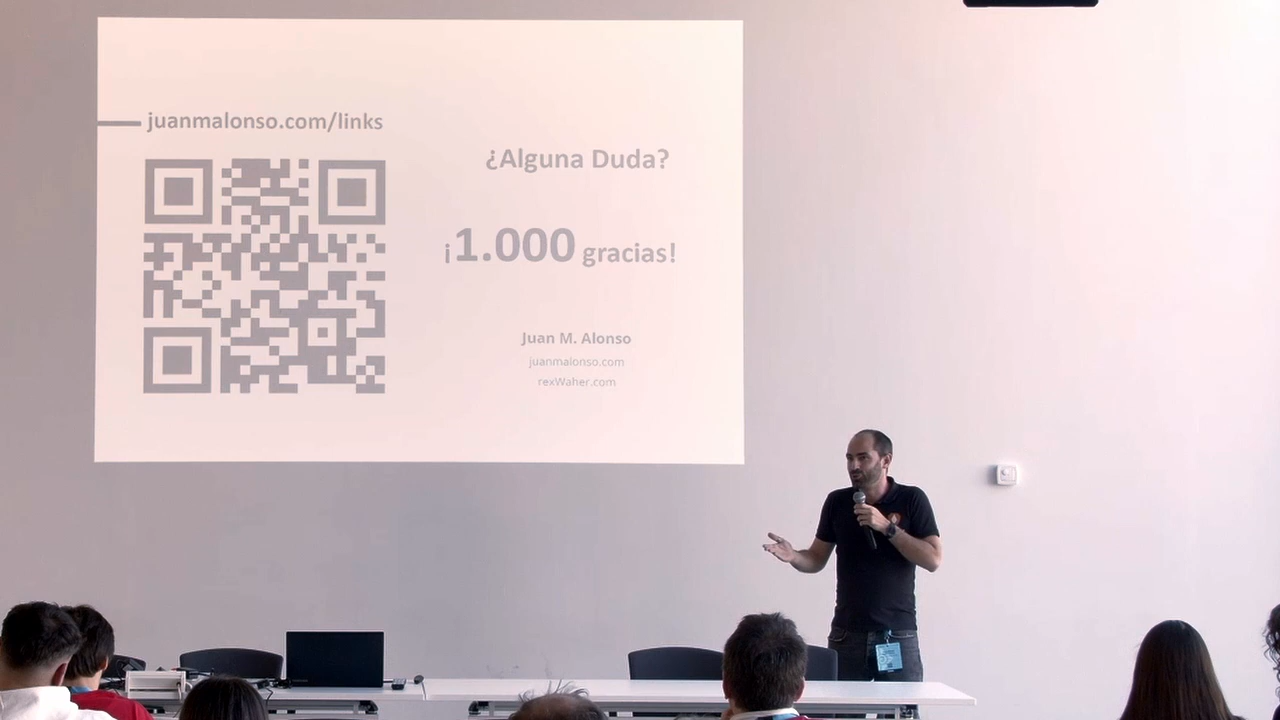 juanmalonso.com/links
¿Alguna Duda?
¡1.000 gracias!
Juan M. Alonso
juanmalonso.com
rexWaher.com